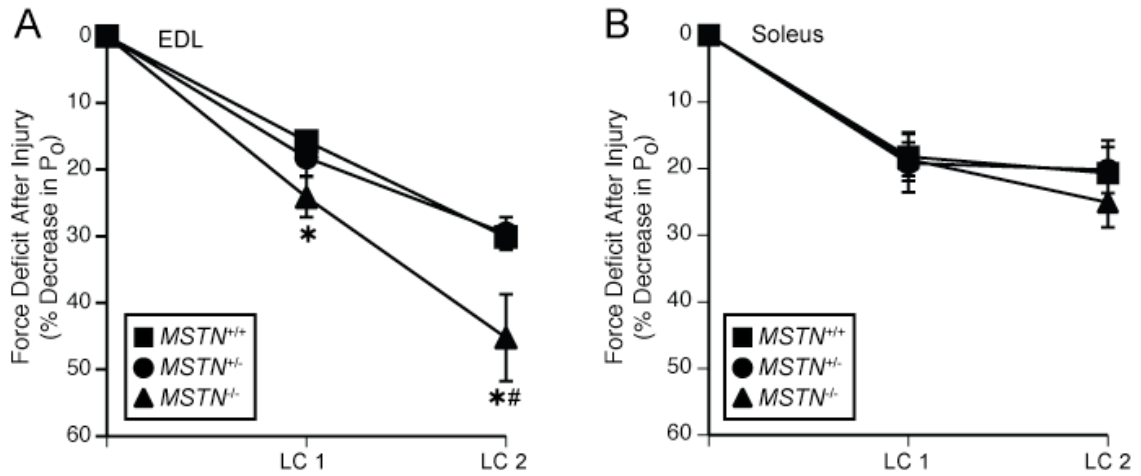 A
EDL
Force Deficit After Injury
(% Decrease in P₀)
0
10
20
30
40
50
60
*
*#
MSTN⁺/⁺
MSTN⁺/⁻
MSTN⁻/⁻
LC 1
LC 2
B
Soleus
Force Deficit After Injury
(% Decrease in P₀)
0
10
20
30
40
50
60
MSTN⁺/⁺
MSTN⁺/⁻
MSTN⁻/⁻
LC 1
LC 2